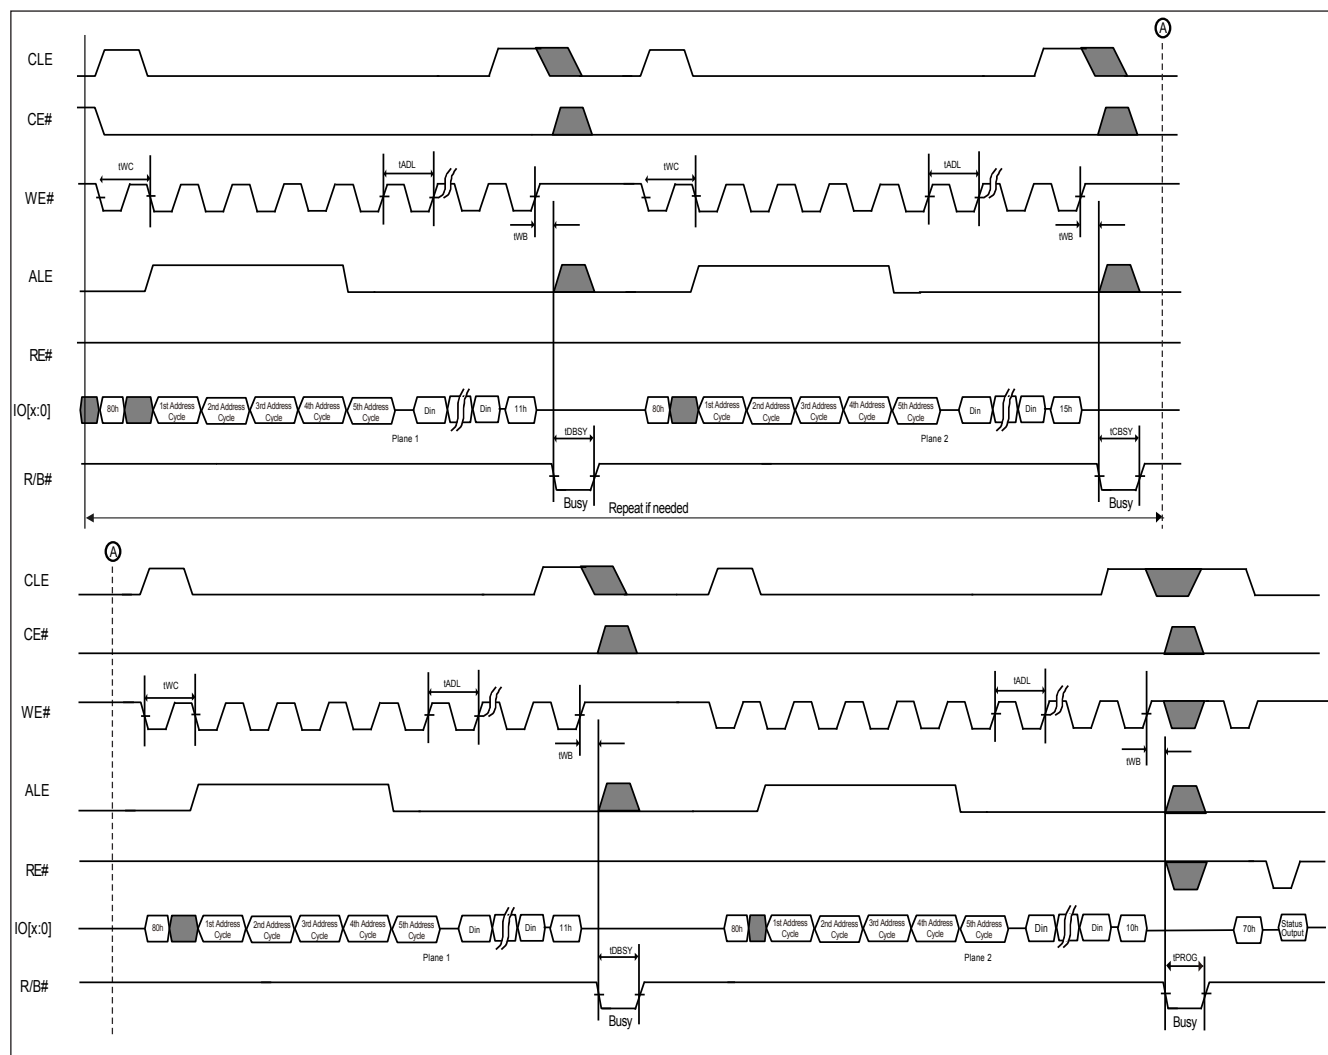 A
CLE
CE#
tWC
tADL
tWC
tADL
WE#
tWB
tWB
ALE
RE#
IO[x:0]
80h 1st Address Cycle 2nd Address Cycle 3rd Address Cycle 4th Address Cycle 5th Address Cycle Din Din 11h 80h 1st Address Cycle 2nd Address Cycle 3rd Address Cycle 4th Address Cycle 5th Address Cycle Din Din 15h
Plane 1
Plane 2
tDBSY
tCBSY
R/B#
Busy
Busy
Repeat if needed
A
CLE
CE#
tWC
tADL
tADL
WE#
tWB
tWB
ALE
RE#
IO[x:0]
80h 1st Address Cycle 2nd Address Cycle 3rd Address Cycle 4th Address Cycle 5th Address Cycle Din Din 11h 80h 1st Address Cycle 2nd Address Cycle 3rd Address Cycle 4th Address Cycle 5th Address Cycle Din Din 10h 70h Status Output
Plane 1
Plane 2
tDBSY
tPROG
R/B#
Busy
Busy